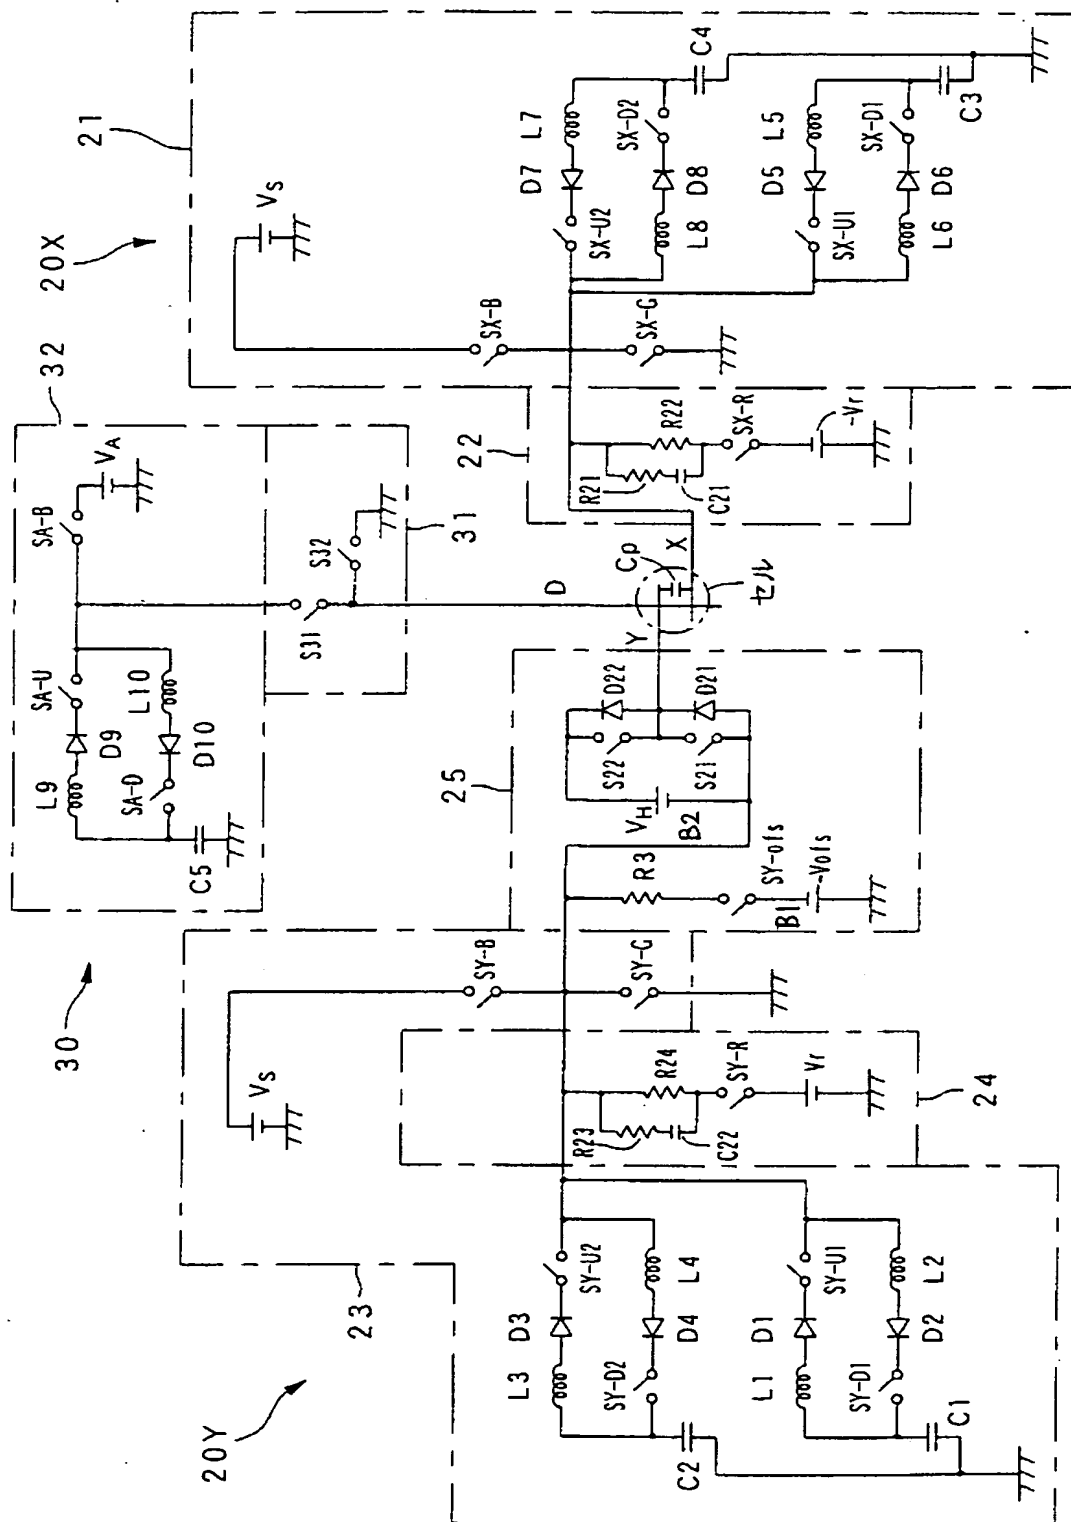 20X
21
VS
SX-B
SX-G
D7
L7
SX-U2
SX-D2
L8
D8
C4
D5
L5
SX-U1
SX-D1
L6
D6
C3
22
R21
R22
C21
SX-R
-Vr
32
VA
SA-B
SA-U
L9
D9
L10
SA-D
D10
C5
S31
S32
31
30
D
Cp
X
Y
セル
25
S22
D22
S21
D21
VH
B2
R3
SY-ofs
B1
-Vofs
VS
SY-B
SY-G
R23
R24
C22
SY-R
Vr
24
20Y
23
L3
D3
SY-U2
SY-D2
D4
L4
C2
L1
D1
SY-U1
SY-D1
D2
L2
C1